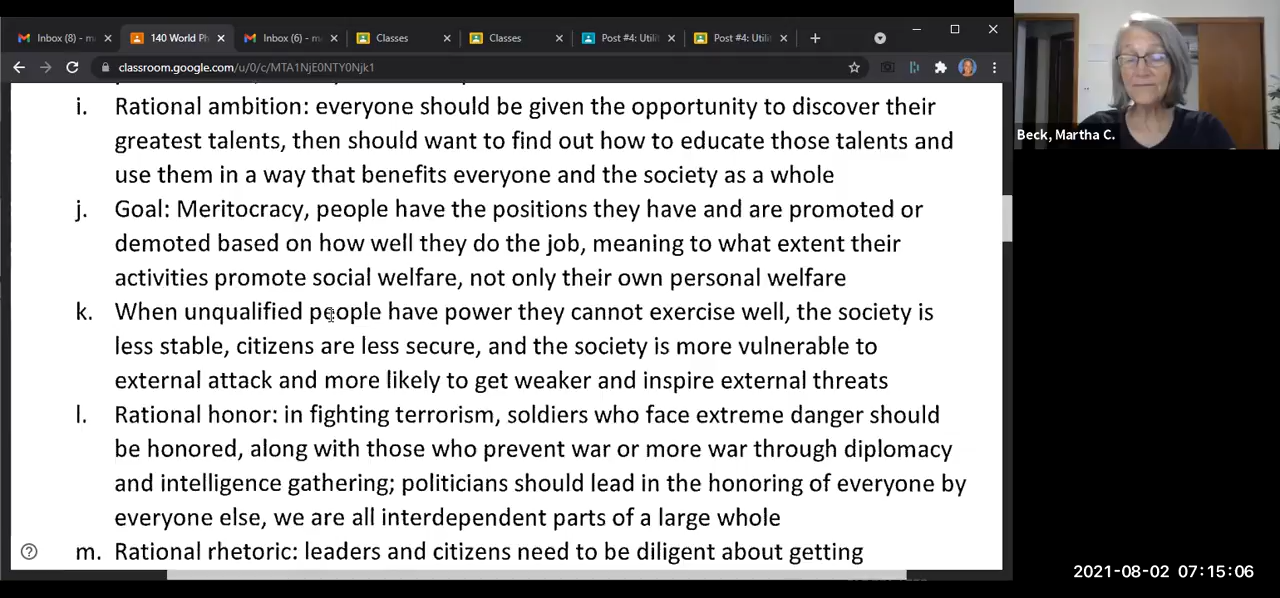 Inbox (8) - m
140 World Ph
Inbox (6) - ma
Classes
Classes
Post #4: Utili
Post #4: Utili
classroom.google.com/u/0/c/MTA1NjE0NTY0Njk1
i. Rational ambition: everyone should be given the opportunity to discover their
greatest talents, then should want to find out how to educate those talents and
use them in a way that benefits everyone and the society as a whole
j. Goal: Meritocracy, people have the positions they have and are promoted or
demoted based on how well they do the job, meaning to what extent their
activities promote social welfare, not only their own personal welfare
k. When unqualified people have power they cannot exercise well, the society is
less stable, citizens are less secure, and the society is more vulnerable to
external attack and more likely to get weaker and inspire external threats
l. Rational honor: in fighting terrorism, soldiers who face extreme danger should
be honored, along with those who prevent war or more war through diplomacy
and intelligence gathering; politicians should lead in the honoring of everyone by
everyone else, we are all interdependent parts of a large whole
m. Rational rhetoric: leaders and citizens need to be diligent about getting
Beck, Martha C.
2021-08-02 07:15:06